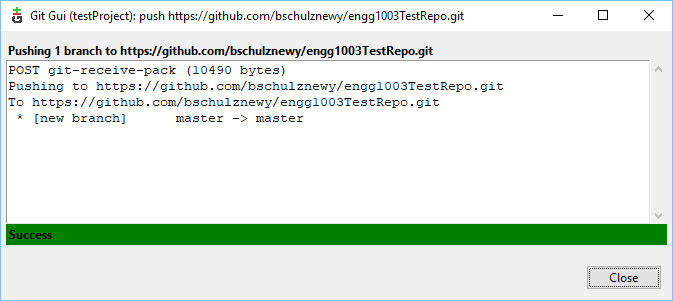 Git Gui (testProject): push https://github.com/bschulznewy/engg1003TestRepo.git
Pushing 1 branch to https://github.com/bschulznewy/engg1003TestRepo.git
POST git-receive-pack (10490 bytes)
Pushing to https://github.com/bschulznewy/engg1003TestRepo.git
To https://github.com/bschulznewy/engg1003TestRepo.git
 * [new branch]      master -> master
Success
Close